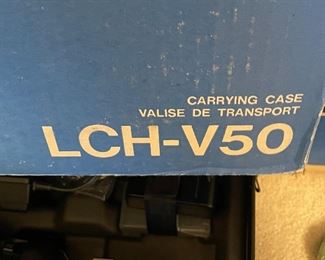 CARRYING CASE
VALISE DE TRANSPORT
LCH-V50